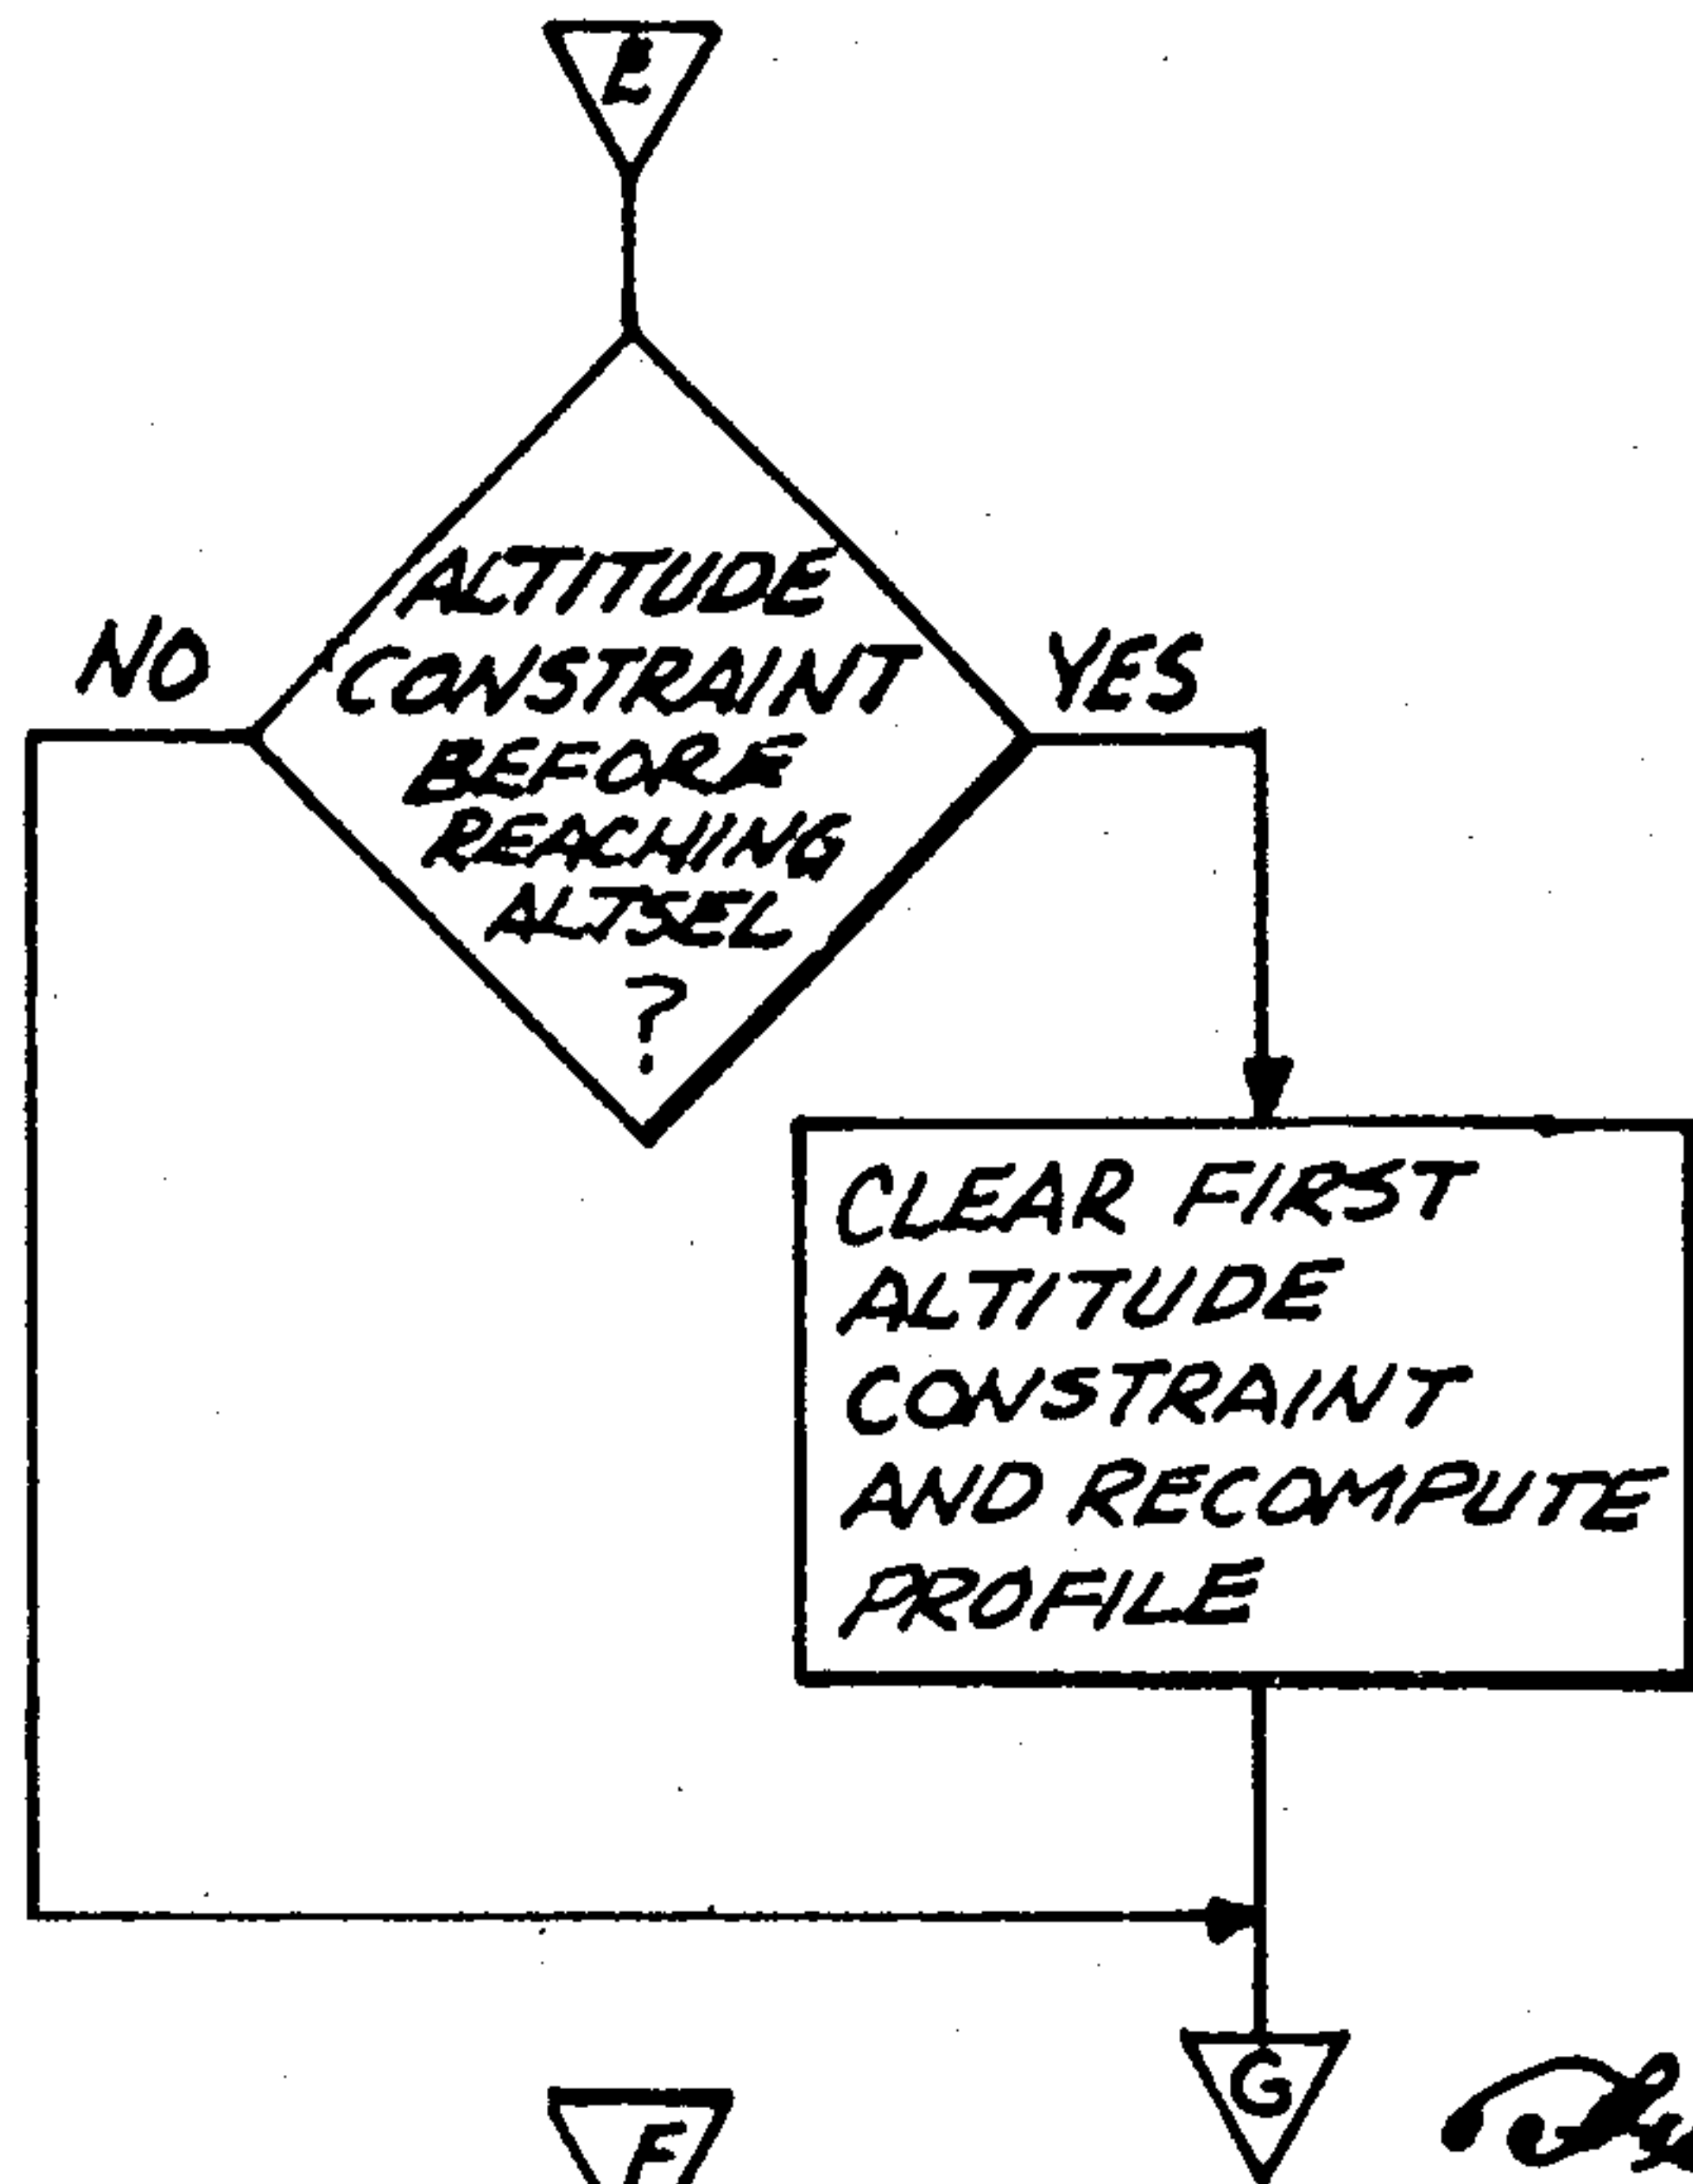 E
ALTITUDE
CONSTRAINT
BEFORE
REACHING
ALTSEL
?
NO
YES
CLEAR FIRST
ALTITUDE
CONSTRAINT
AND RECOMPUTE
PROFILE
G
F